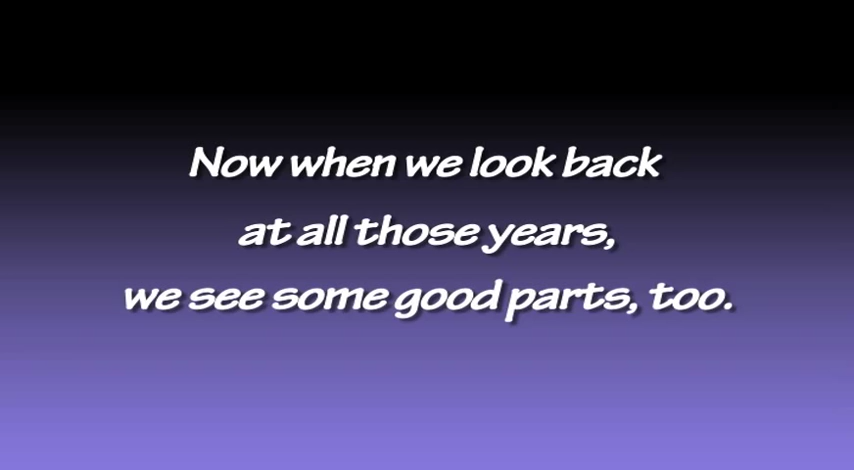 Now when we look back
at all those years,
we see some good parts, too.